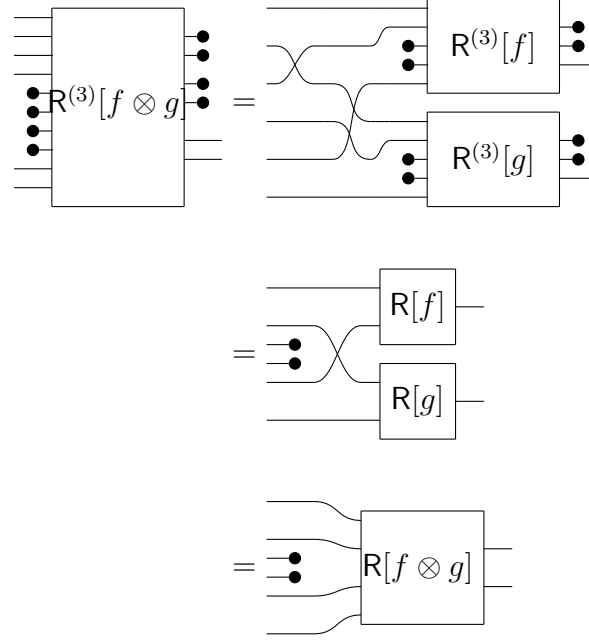 R⁽³⁾[f ⊗ g] = R⁽³⁾[f]
R⁽³⁾[g]
= R[f]
R[g]
= R[f ⊗ g]